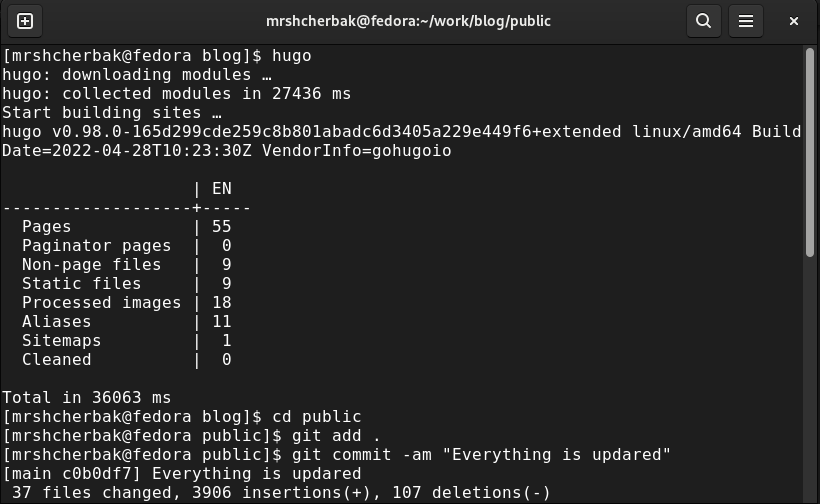 mrshcherbak@fedora:~/work/blog/public
[mrshcherbak@fedora blog]$ hugo
hugo: downloading modules …
hugo: collected modules in 27436 ms
Start building sites …
hugo v0.98.0-165d299cde259c8b801abadc6d3405a229e449f6+extended linux/amd64 Build
Date=2022-04-28T10:23:30Z VendorInfo=gohugoio
                   | EN
-------------------+-----
  Pages            | 55
  Paginator pages  |  0
  Non-page files   |  9
  Static files     |  9
  Processed images | 18
  Aliases          | 11
  Sitemaps         |  1
  Cleaned          |  0
Total in 36063 ms
[mrshcherbak@fedora blog]$ cd public
[mrshcherbak@fedora public]$ git add .
[mrshcherbak@fedora public]$ git commit -am "Everything is updared"
[main c0b0df7] Everything is updared
 37 files changed, 3906 insertions(+), 107 deletions(-)